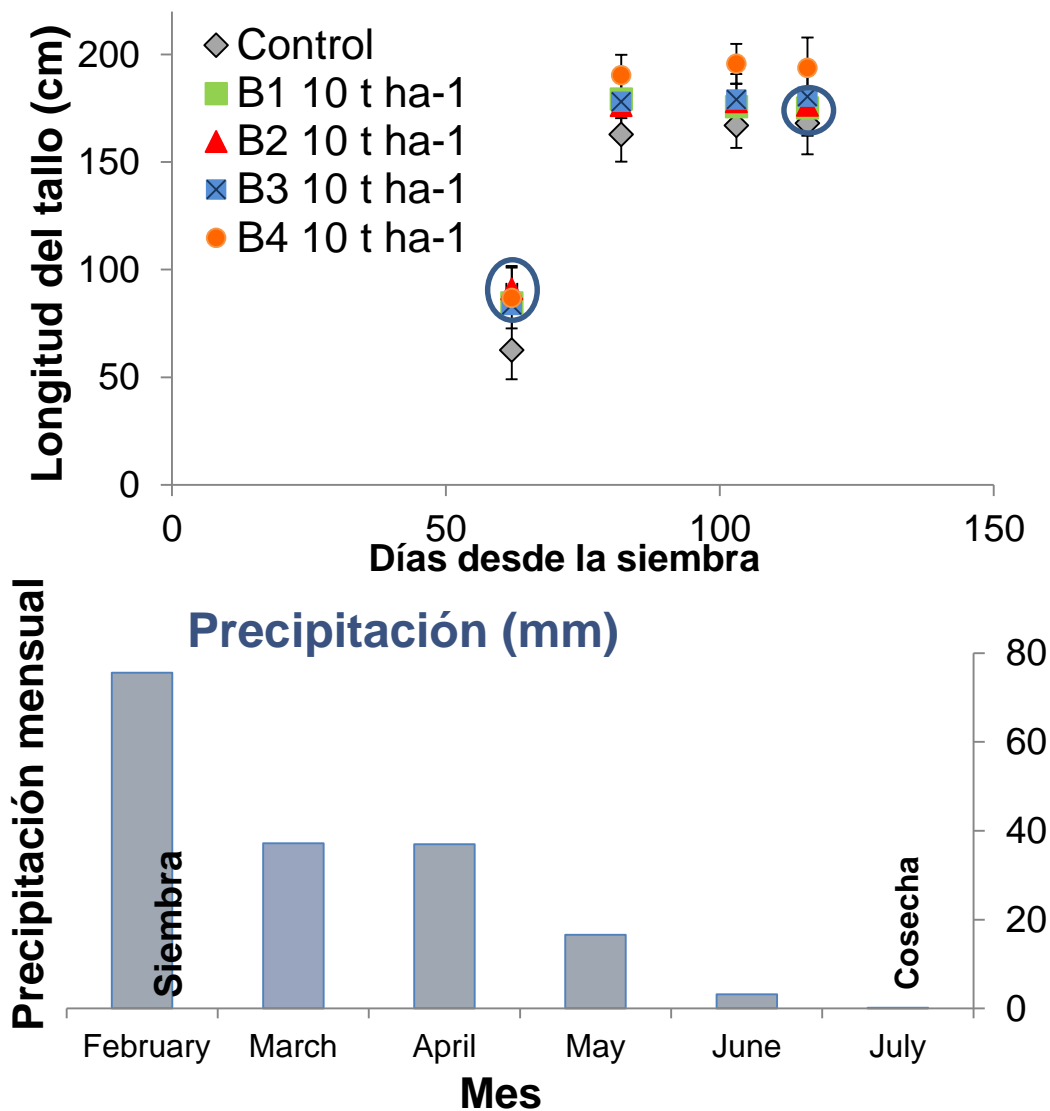 Longitud del tallo (cm)
200
150
100
50
0
Control
B1 10 t ha-1
B2 10 t ha-1
B3 10 t ha-1
B4 10 t ha-1
0 50 100 150
Días desde la siembra
Precipitación (mm)
Precipitación mensual
80
60
40
20
0
Siembra
Cosecha
February March April May June July
Mes